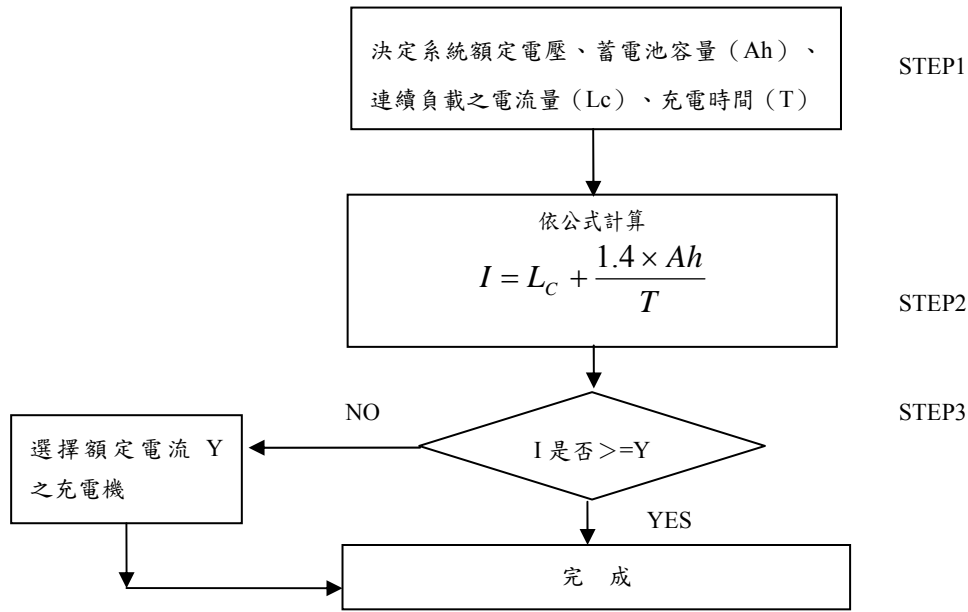 決定系統額定電壓、蓄電池容量（Ah）、
連續負載之電流量（Lc）、充電時間（T）
STEP1
依公式計算
I = L_C + \frac{1.4 × Ah}{T}
STEP2
STEP3
NO
I 是否＞=Y
選擇額定電流 Y
之充電機
YES
完 成